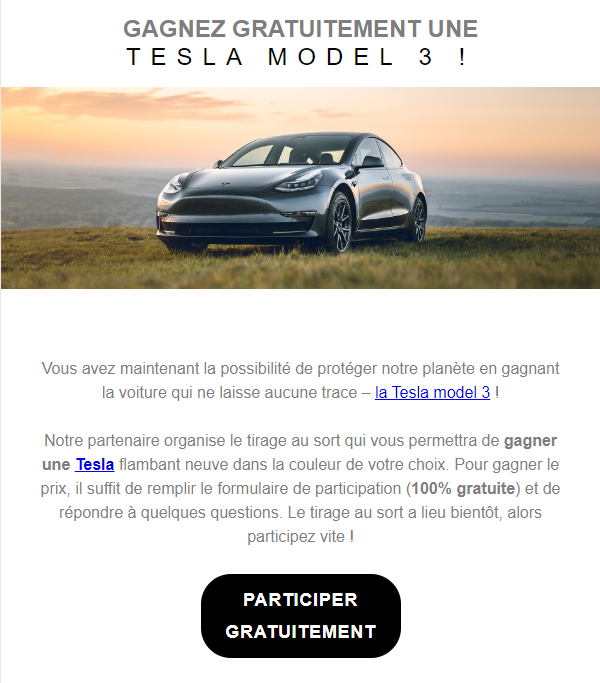 GAGNEZ GRATUITEMENT UNE
TESLA MODEL 3 !
Vous avez maintenant la possibilité de protéger notre planète en gagnant
la voiture qui ne laisse aucune trace – la Tesla model 3 !
Notre partenaire organise le tirage au sort qui vous permettra de gagner
une Tesla flambant neuve dans la couleur de votre choix. Pour gagner le
prix, il suffit de remplir le formulaire de participation (100% gratuite) et de
répondre à quelques questions. Le tirage au sort a lieu bientôt, alors
participez vite !
PARTICIPER
GRATUITEMENT